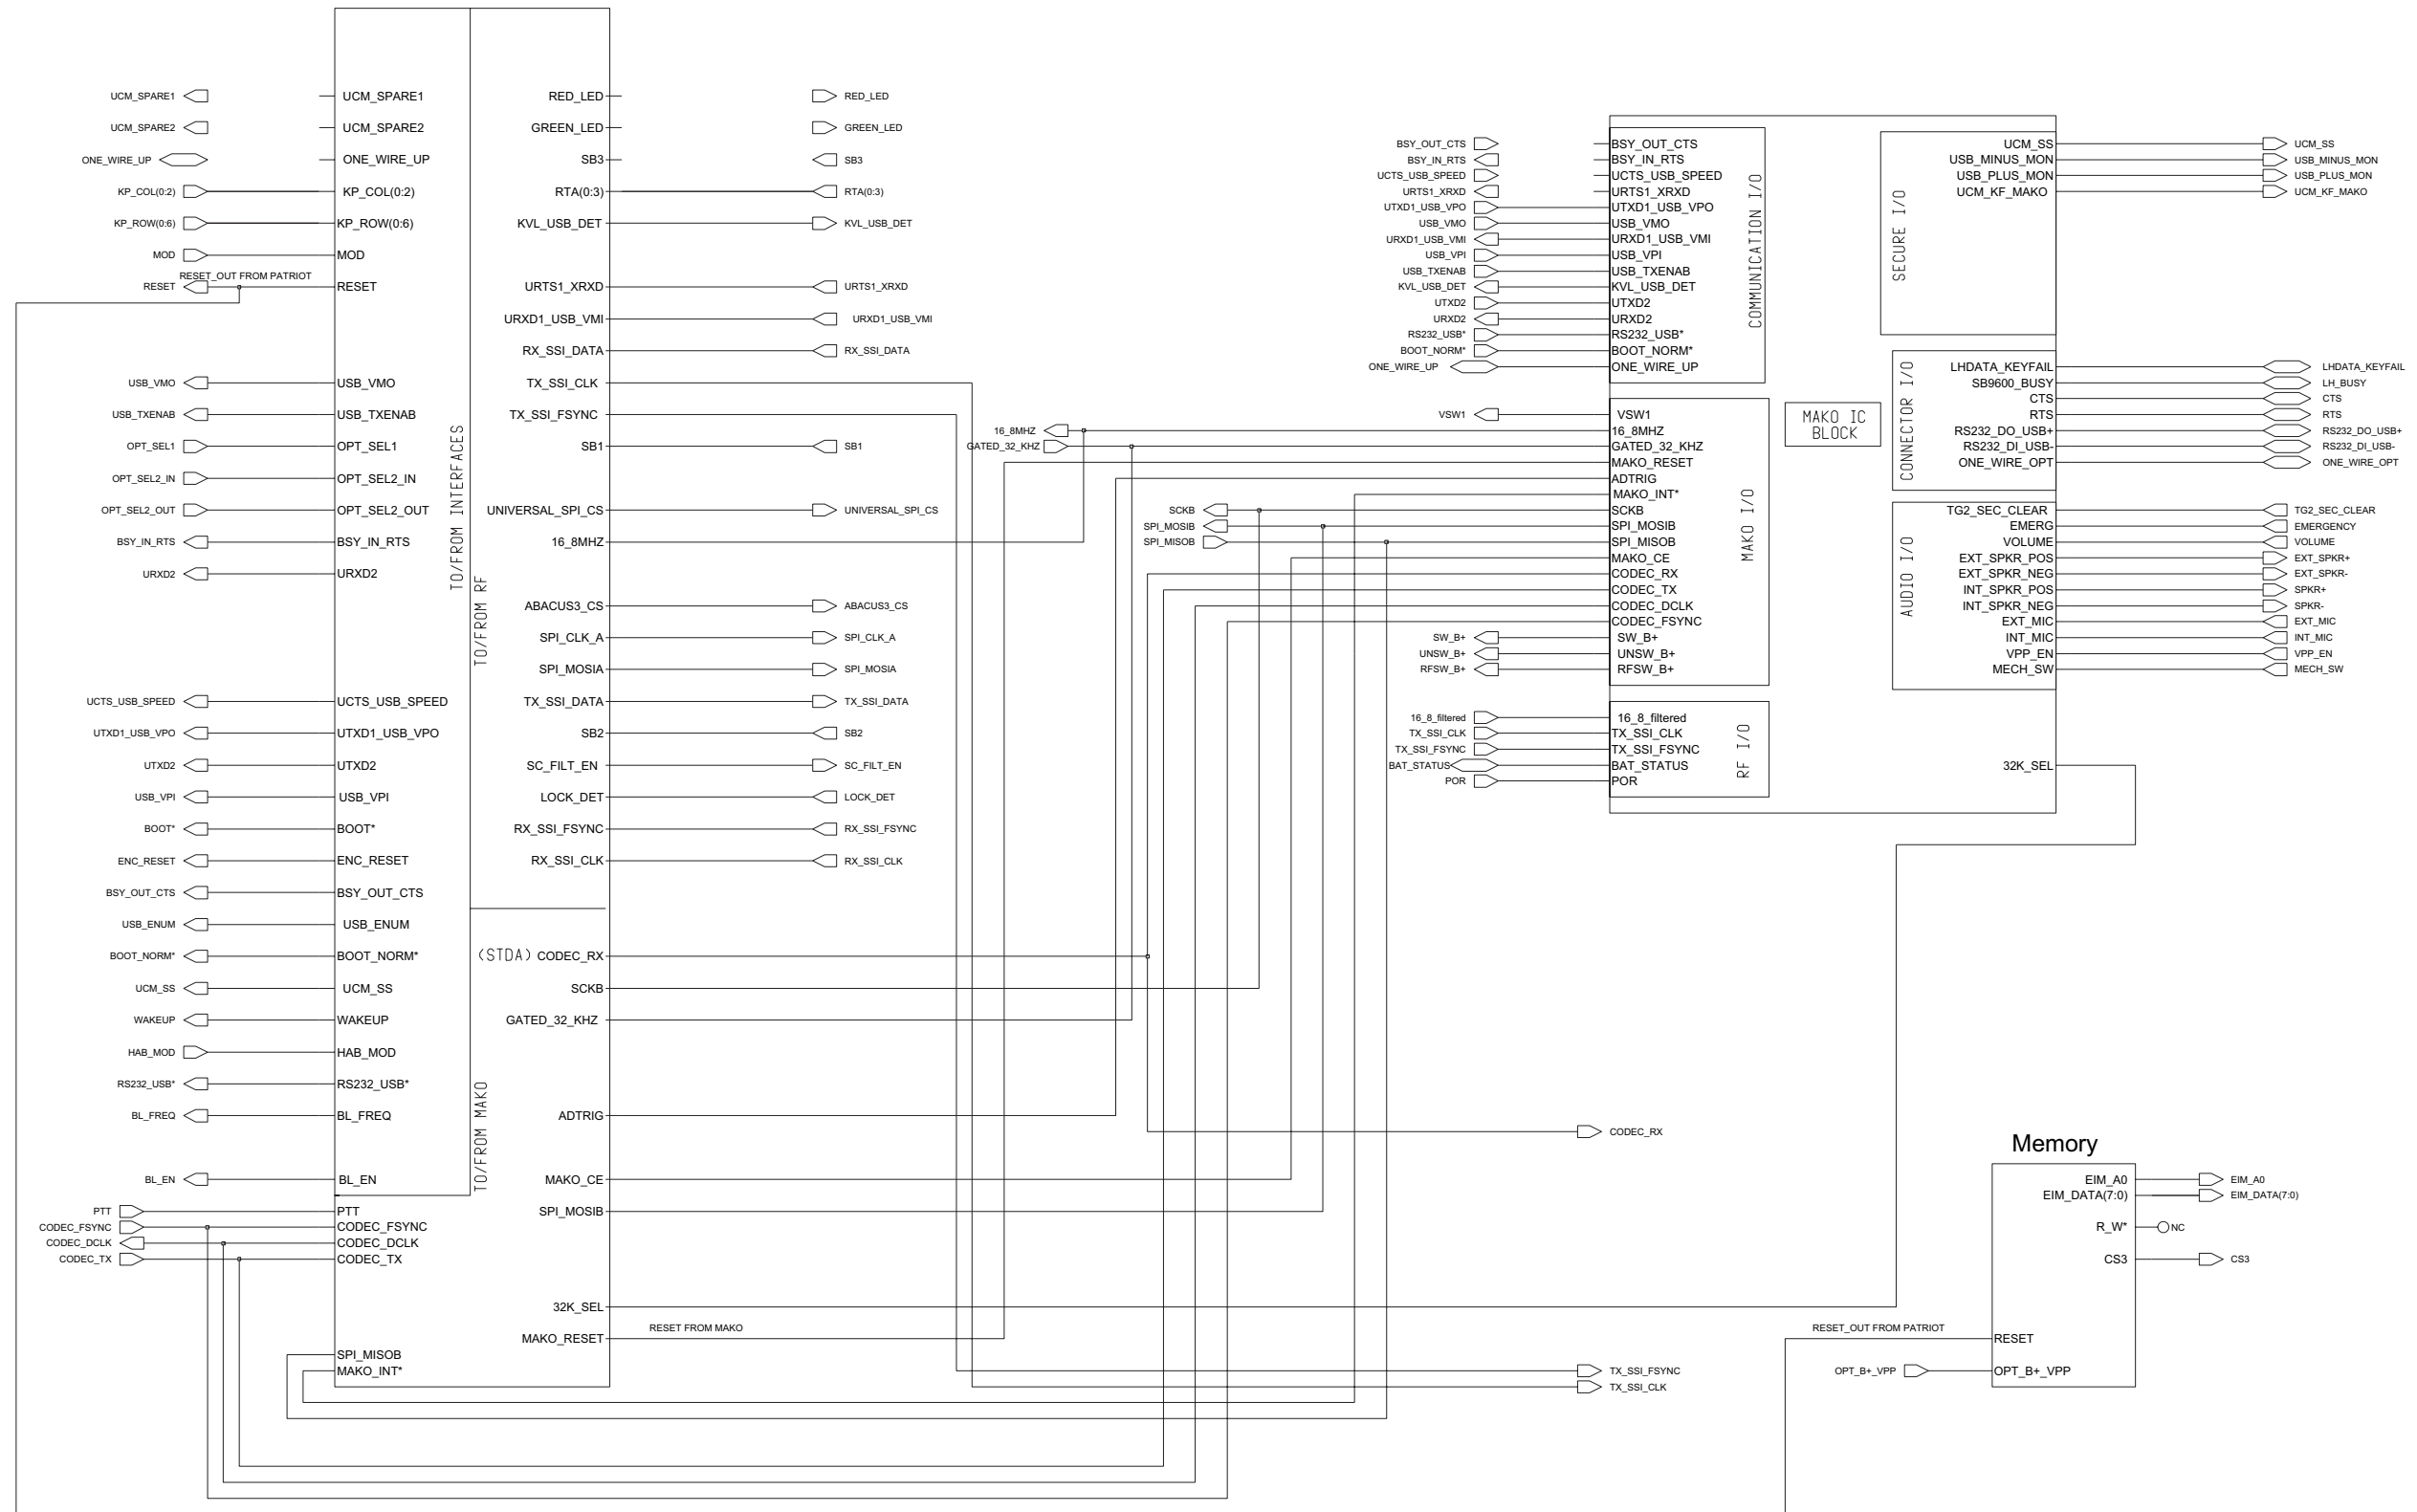 UCM_SPARE1
UCM_SPARE2
ONE_WIRE_UP
KP_COL(0:2)
KP_ROW(0:6)
MOD
RESET_OUT FROM PATRIOT
RESET
USB_VMO
USB_TXENAB
OPT_SEL1
OPT_SEL2_IN
OPT_SEL2_OUT
BSY_IN_RTS
URXD2
UCTS_USB_SPEED
UTXD1_USB_VPO
UTXD2
USB_VPI
BOOT*
ENC_RESET
BSY_OUT_CTS
USB_ENUM
BOOT_NORM*
UCM_SS
WAKEUP
HAB_MOD
RS232_USB*
BL_FREQ
BL_EN
PTT
CODEC_FSYNC
CODEC_DCLK
CODEC_TX
UCM_SPARE1
UCM_SPARE2
ONE_WIRE_UP
KP_COL(0:2)
KP_ROW(0:6)
MOD
RESET
USB_VMO
USB_TXENAB
OPT_SEL1
OPT_SEL2_IN
OPT_SEL2_OUT
BSY_IN_RTS
URXD2
UCTS_USB_SPEED
UTXD1_USB_VPO
UTXD2
USB_VPI
BOOT*
ENC_RESET
BSY_OUT_CTS
USB_ENUM
BOOT_NORM*
UCM_SS
WAKEUP
HAB_MOD
RS232_USB*
BL_FREQ
BL_EN
PTT
CODEC_FSYNC
CODEC_DCLK
CODEC_TX
SPI_MISOB
MAKO_INT*
TO/FROM INTERFACES
TO/FROM RF
TO/FROM MAKO
RED_LED
GREEN_LED
SB3
RTA(0:3)
KVL_USB_DET
URTS1_XRXD
URXD1_USB_VMI
RX_SSI_DATA
TX_SSI_CLK
TX_SSI_FSYNC
SB1
UNIVERSAL_SPI_CS
16_8MHZ
ABACUS3_CS
SPI_CLK_A
SPI_MOSIA
TX_SSI_DATA
SB2
SC_FILT_EN
LOCK_DET
RX_SSI_FSYNC
RX_SSI_CLK
(STDA) CODEC_RX
SCKB
GATED_32_KHZ
ADTRIG
MAKO_CE
SPI_MOSIB
32K_SEL
MAKO_RESET
RESET FROM MAKO
RED_LED
GREEN_LED
SB3
RTA(0:3)
KVL_USB_DET
URTS1_XRXD
URXD1_USB_VMI
RX_SSI_DATA
SB1
UNIVERSAL_SPI_CS
ABACUS3_CS
SPI_CLK_A
SPI_MOSIA
TX_SSI_DATA
SB2
SC_FILT_EN
LOCK_DET
RX_SSI_FSYNC
RX_SSI_CLK
16_8MHZ
GATED_32_KHZ
SCKB
SPI_MOSIB
SPI_MISOB
BSY_OUT_CTS
BSY_IN_RTS
UCTS_USB_SPEED
URTS1_XRXD
UTXD1_USB_VPO
USB_VMO
URXD1_USB_VMI
USB_VPI
USB_TXENAB
KVL_USB_DET
UTXD2
URXD2
RS232_USB*
BOOT_NORM*
ONE_WIRE_UP
VSW1
SW_B+
UNSW_B+
RFSW_B+
16_8_filtered
TX_SSI_CLK
TX_SSI_FSYNC
BAT_STATUS
POR
BSY_OUT_CTS
BSY_IN_RTS
UCTS_USB_SPEED
URTS1_XRXD
UTXD1_USB_VPO
USB_VMO
URXD1_USB_VMI
USB_VPI
USB_TXENAB
KVL_USB_DET
UTXD2
URXD2
RS232_USB*
BOOT_NORM*
ONE_WIRE_UP
COMMUNICATION I/O
VSW1
16_8MHZ
GATED_32_KHZ
MAKO_RESET
ADTRIG
MAKO_INT*
SCKB
SPI_MOSIB
SPI_MISOB
MAKO_CE
CODEC_RX
CODEC_TX
CODEC_DCLK
CODEC_FSYNC
SW_B+
UNSW_B+
RFSW_B+
MAKO I/O
16_8_filtered
TX_SSI_CLK
TX_SSI_FSYNC
BAT_STATUS
POR
RF I/O
MAKO IC
BLOCK
SECURE I/O
UCM_SS
USB_MINUS_MON
USB_PLUS_MON
UCM_KF_MAKO
CONNECTOR I/O
LHDATA_KEYFAIL
SB9600_BUSY
CTS
RTS
RS232_DO_USB+
RS232_DI_USB-
ONE_WIRE_OPT
AUDIO I/O
TG2_SEC_CLEAR
EMERG
VOLUME
EXT_SPKR_POS
EXT_SPKR_NEG
INT_SPKR_POS
INT_SPKR_NEG
EXT_MIC
INT_MIC
VPP_EN
MECH_SW
32K_SEL
UCM_SS
USB_MINUS_MON
USB_PLUS_MON
UCM_KF_MAKO
LHDATA_KEYFAIL
LH_BUSY
CTS
RTS
RS232_DO_USB+
RS232_DI_USB-
ONE_WIRE_OPT
TG2_SEC_CLEAR
EMERGENCY
VOLUME
EXT_SPKR+
EXT_SPKR-
SPKR+
SPKR-
EXT_MIC
INT_MIC
VPP_EN
MECH_SW
CODEC_RX
TX_SSI_FSYNC
TX_SSI_CLK
Memory
EIM_A0
EIM_DATA(7:0)
R_W*
CS3
RESET
OPT_B+_VPP
EIM_A0
EIM_DATA(7:0)
NC
CS3
RESET_OUT FROM PATRIOT
OPT_B+_VPP